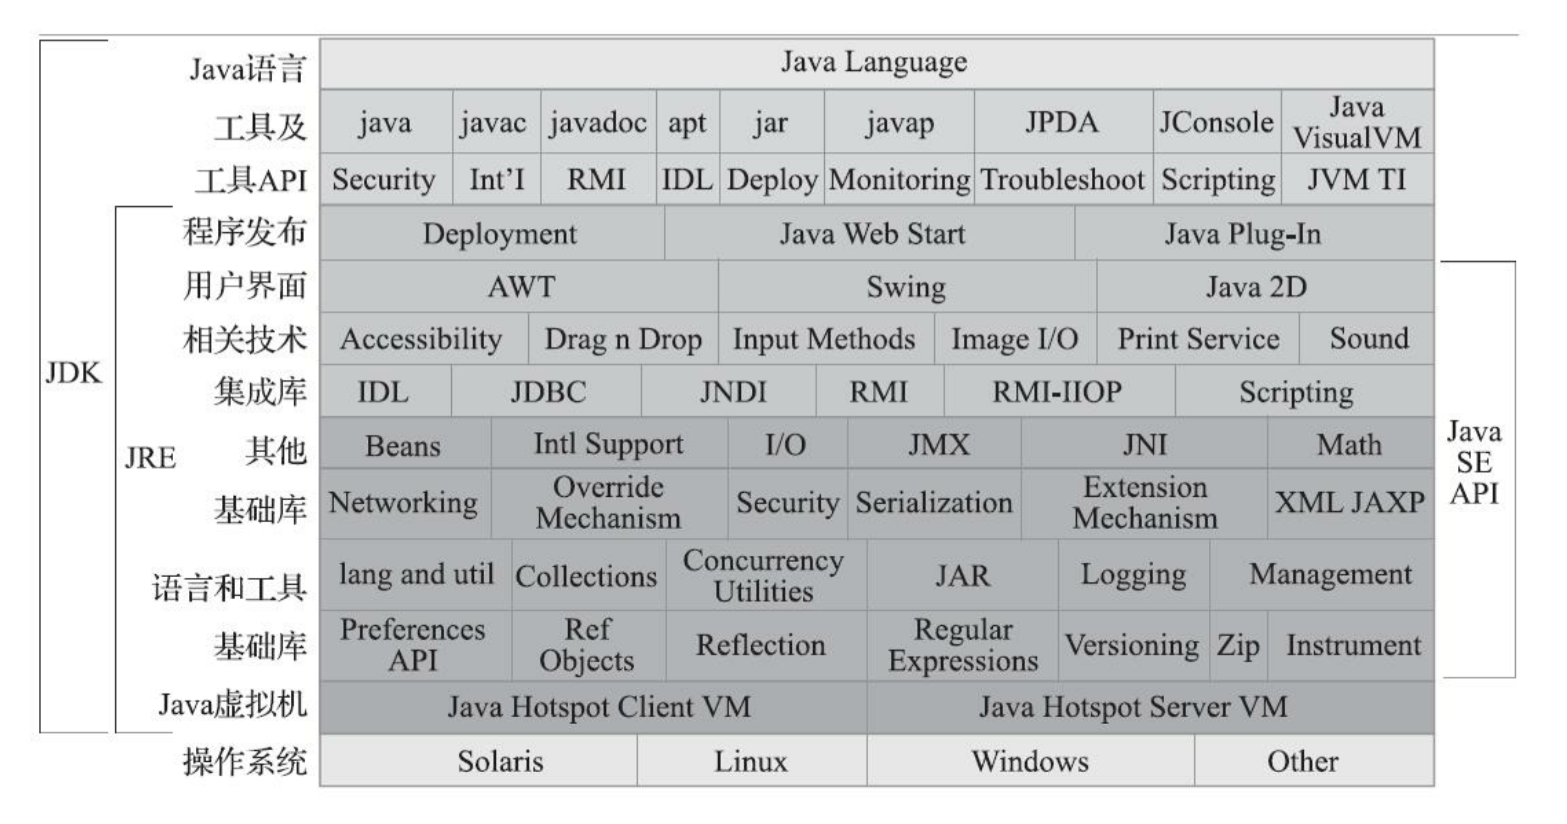 Java语言 Java Language
工具及 java javac javadoc apt jar javap JPDA JConsole Java VisualVM
工具API Security Int'I RMI IDL Deploy Monitoring Troubleshoot Scripting JVM TI
程序发布 Deployment Java Web Start Java Plug-In
用户界面 AWT Swing Java 2D
相关技术 Accessibility Drag n Drop Input Methods Image I/O Print Service Sound
JDK
集成库 IDL JDBC JNDI RMI RMI-IIOP Scripting
JRE
其他 Beans Intl Support I/O JMX JNI Math
Java
SE
API
基础库 Networking Override Mechanism Security Serialization Extension Mechanism XML JAXP
语言和工具 lang and util Collections Concurrency Utilities JAR Logging Management
基础库 Preferences API Ref Objects Reflection Regular Expressions Versioning Zip Instrument
Java虚拟机 Java Hotspot Client VM Java Hotspot Server VM
操作系统 Solaris Linux Windows Other